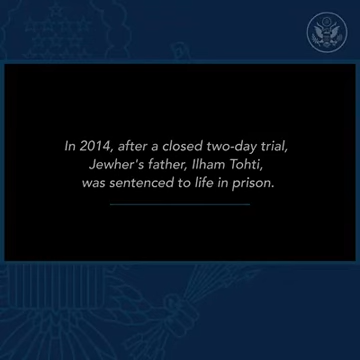 In 2014, after a closed two-day trial,
Jewher's father, Ilham Tohti,
was sentenced to life in prison.